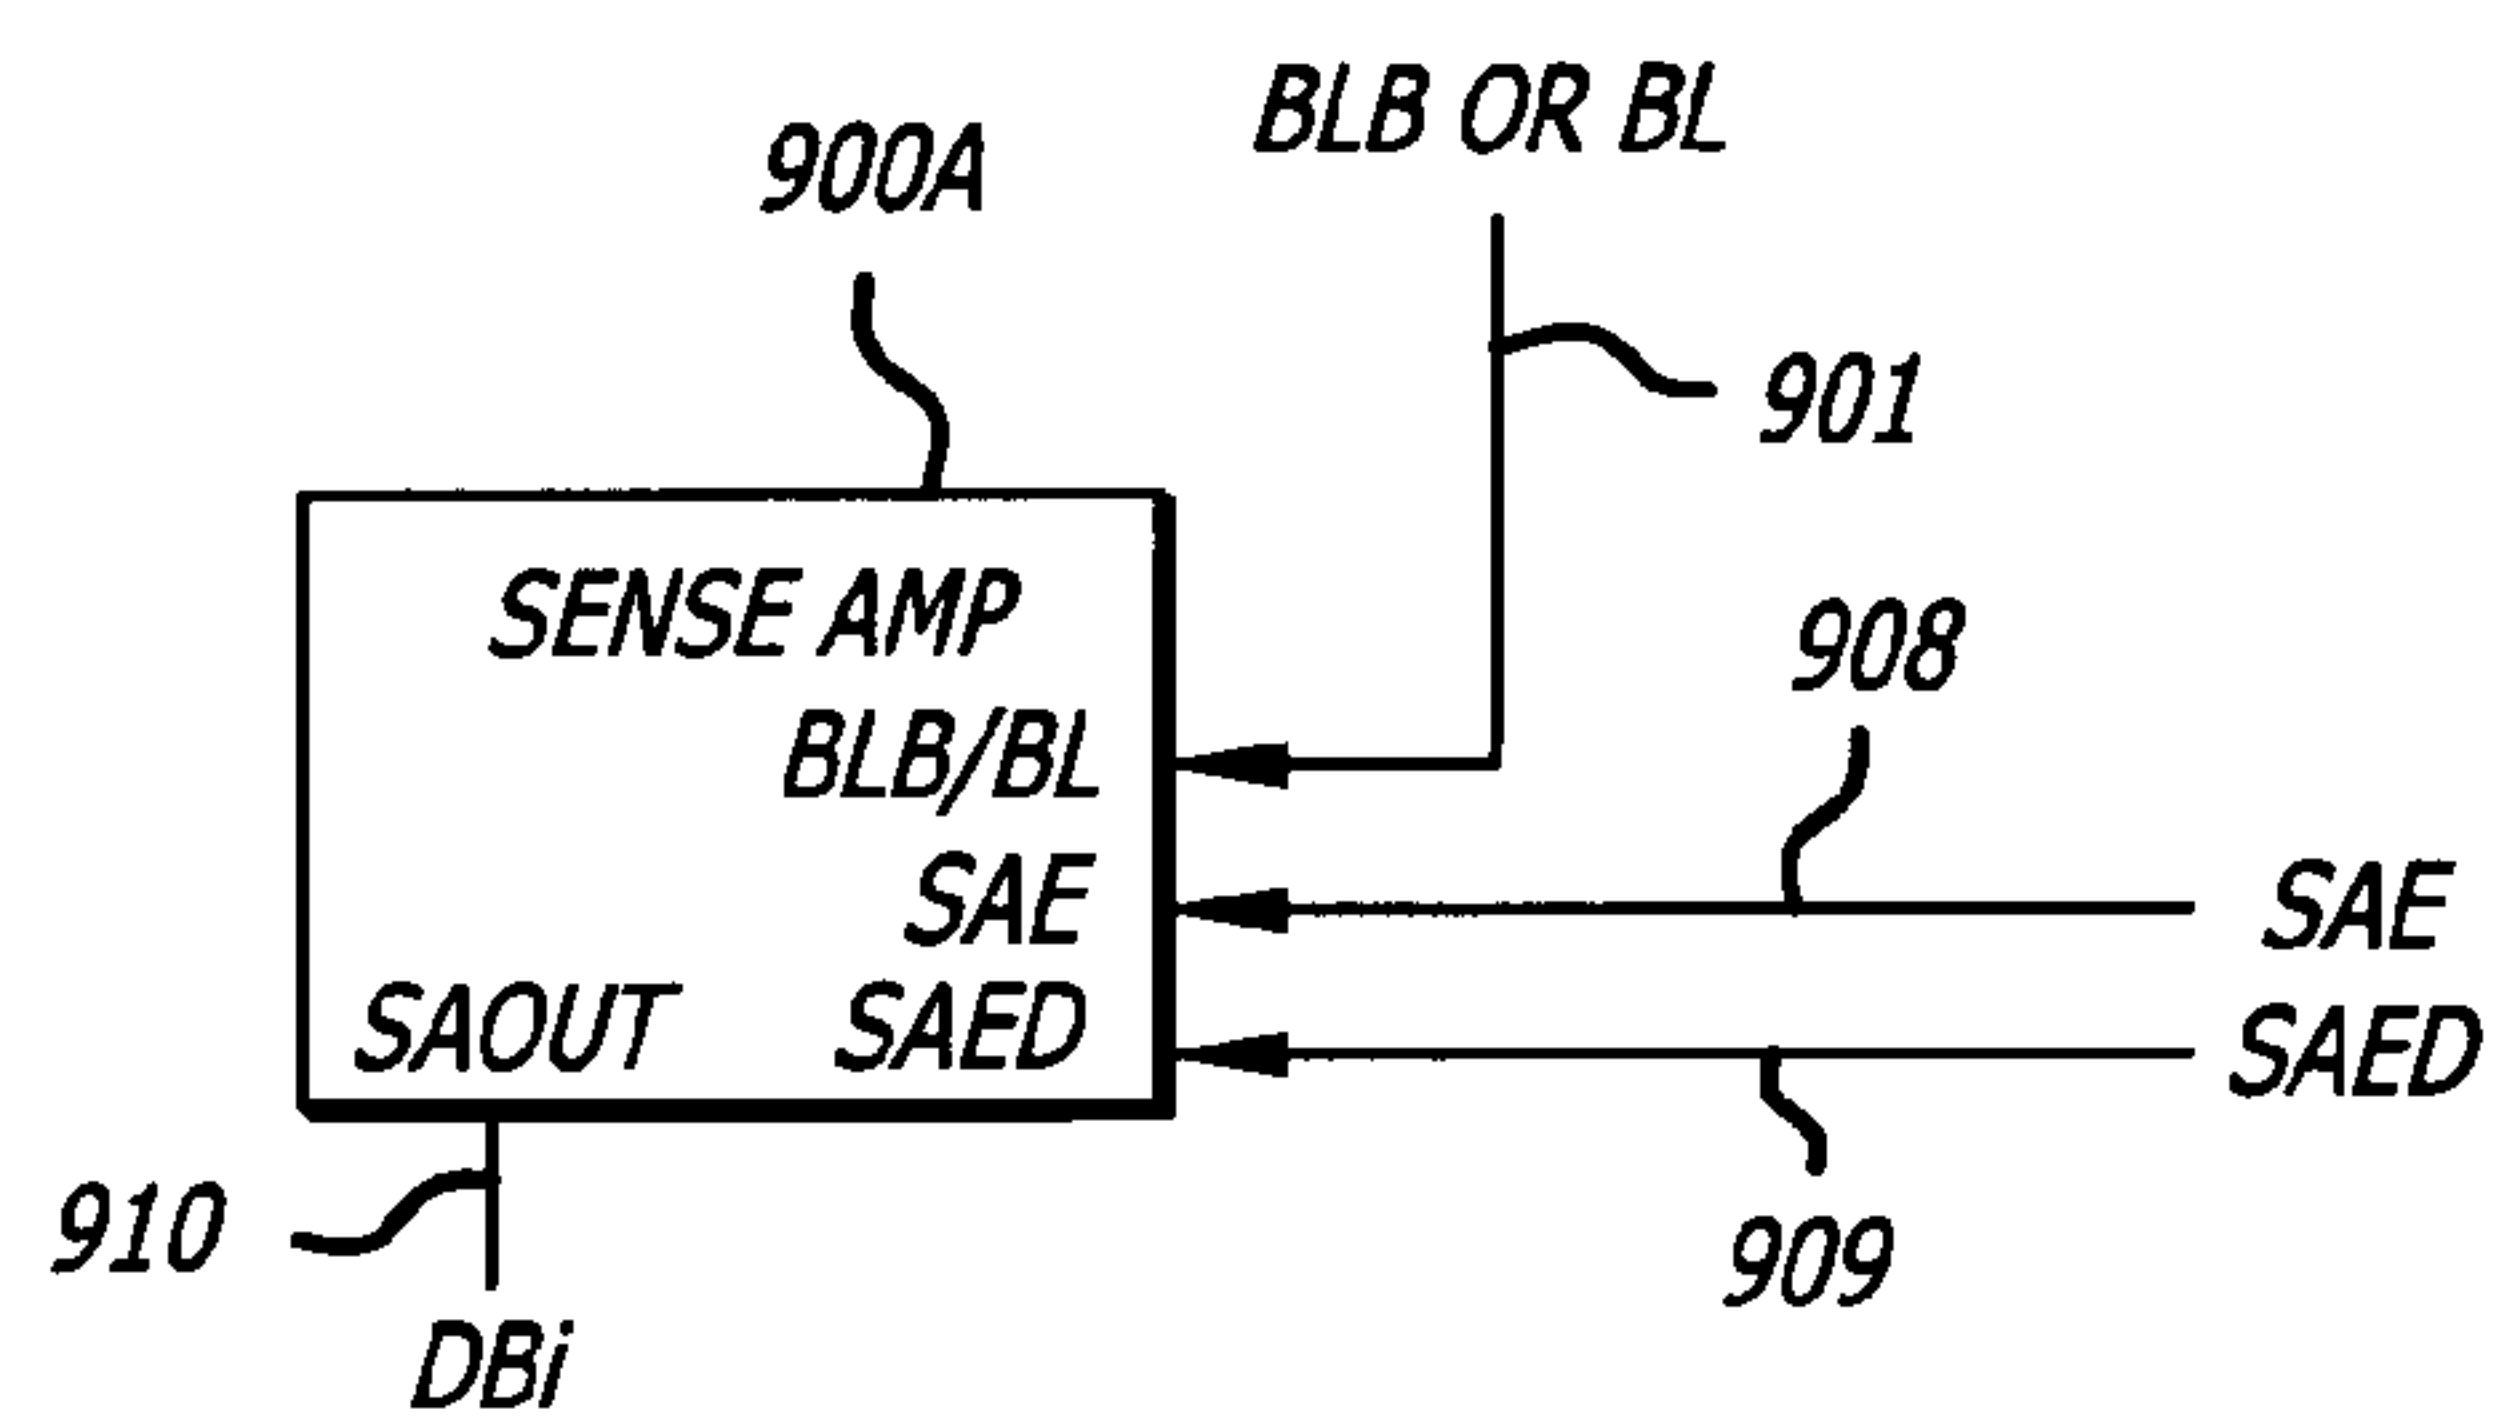 BLB OR BL
900A
901
SENSE AMP
908
BLB/BL
SAE
SAE
SAOUT SAED
SAED
910
909
DBi